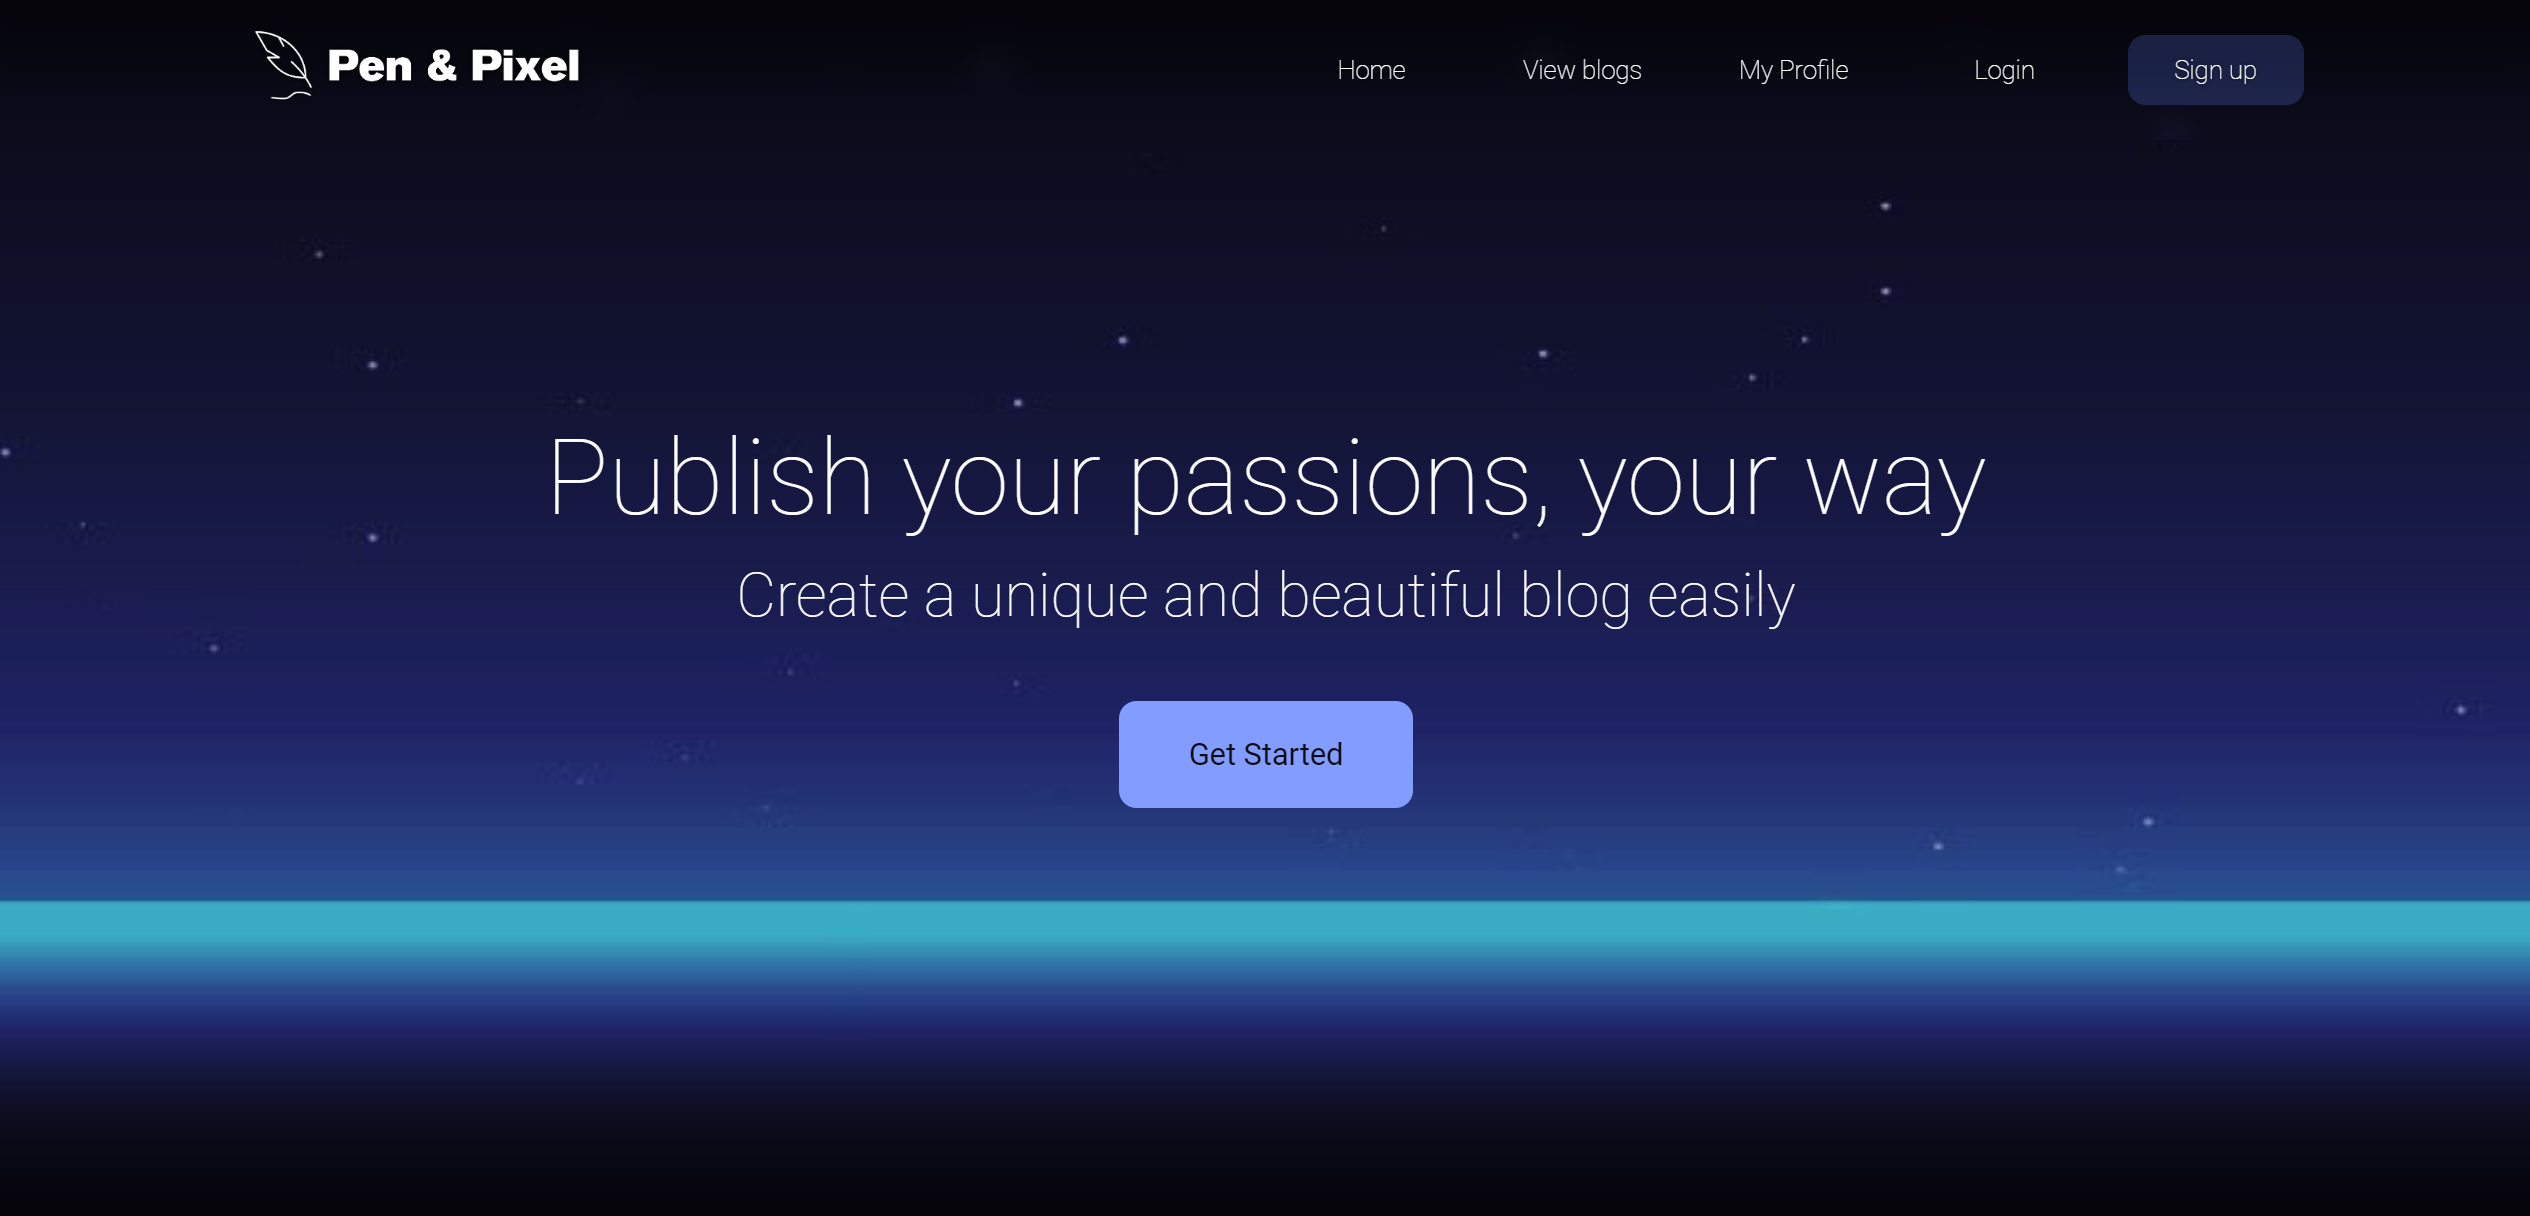 Pen & Pixel
Home
View blogs
My Profile
Login
Sign up
Publish your passions, your way
Create a unique and beautiful blog easily
Get Started